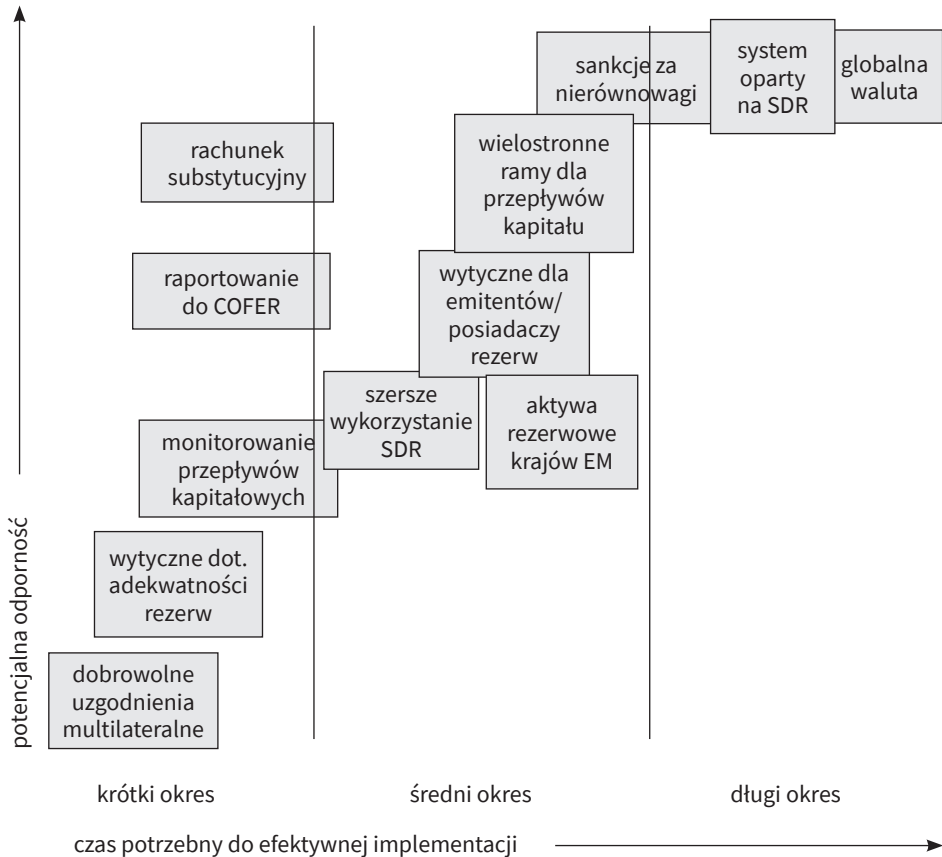 sankcje za
nierównowagi
system
oparty
na SDR
globalna
waluta
rachunek
substytucyjny
wielostronne
ramy dla
przepływów
kapitału
raportowanie
do COFER
wytyczne dla
emitentów/
posiadaczy
rezerw
szersze
wykorzystanie
SDR
aktywa
rezerwowe
krajów EM
monitorowanie
przepływów
kapitałowych
wytyczne dot.
adekwatności
rezerw
dobrowolne
uzgodnienia
multilateralne
potencjalna odporność
krótki okres
średni okres
długi okres
czas potrzebny do efektywnej implementacji